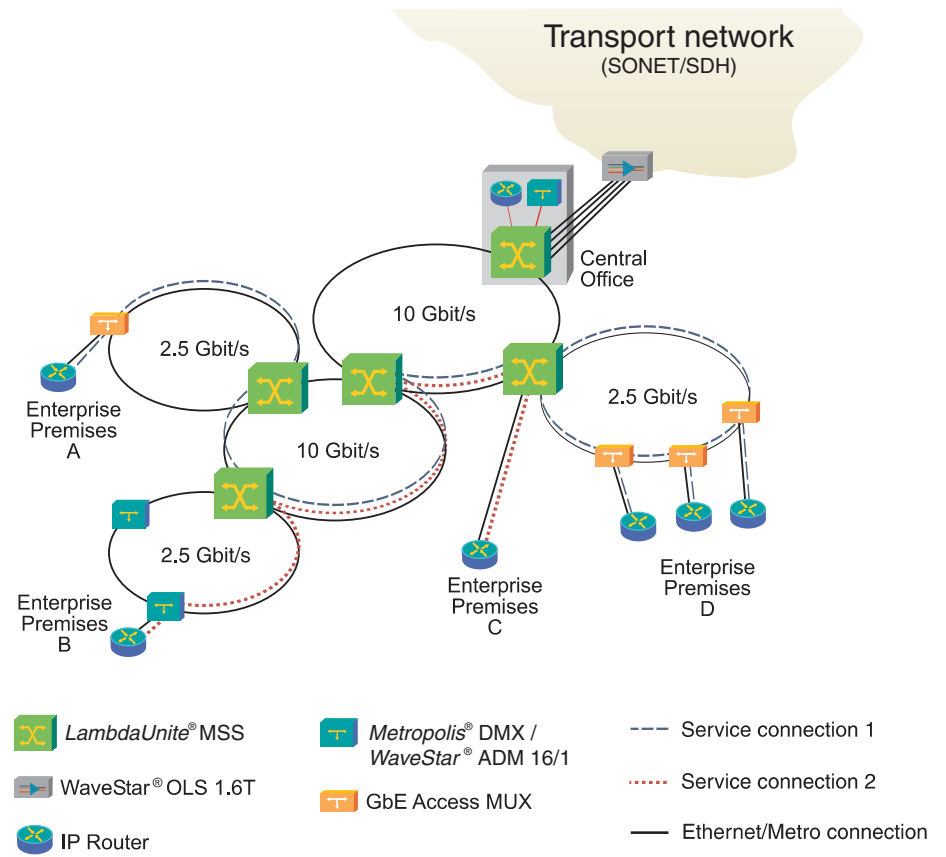 Transport network
(SONET/SDH)
Central
Office
10 Gbit/s
2.5 Gbit/s
2.5 Gbit/s
Enterprise
Premises
A
10 Gbit/s
2.5 Gbit/s
Enterprise
Premises
B
Enterprise
Premises
C
Enterprise
Premises
D
LambdaUnite® MSS
WaveStar® OLS 1.6T
IP Router
Metropolis® DMX /
WaveStar® ADM 16/1
GbE Access MUX
Service connection 1
Service connection 2
Ethernet/Metro connection